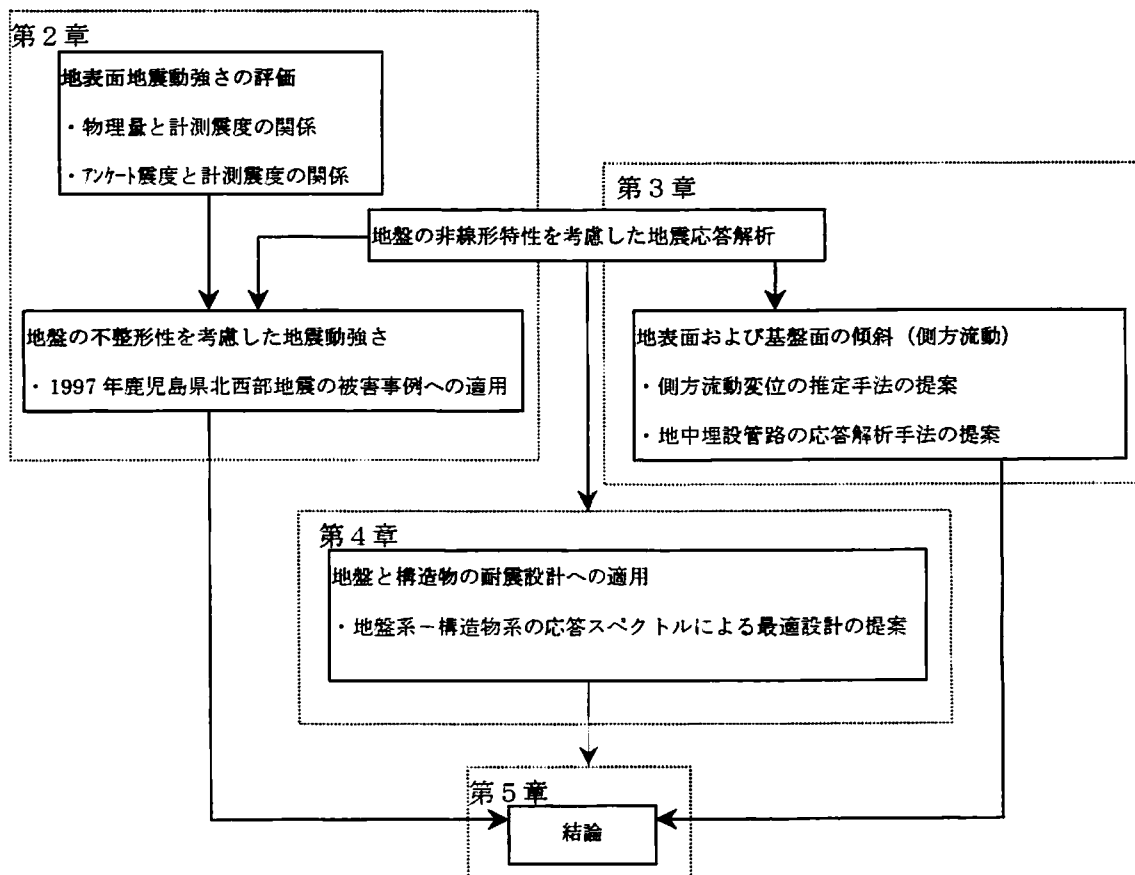 第２章
地表面地震動強さの評価
・物理量と計測震度の関係
・ｱﾝｹｰﾄ震度と計測震度の関係
第３章
地盤の非線形特性を考慮した地震応答解析
地盤の不整形性を考慮した地震動強さ
・1997年鹿児島県北西部地震の被害事例への適用
地表面および基盤面の傾斜（側方流動）
・側方流動変位の推定手法の提案
・地中埋設管路の応答解析手法の提案
第４章
地盤と構造物の耐震設計への適用
・地盤系－構造物系の応答スペクトルによる最適設計の提案
第５章
結論